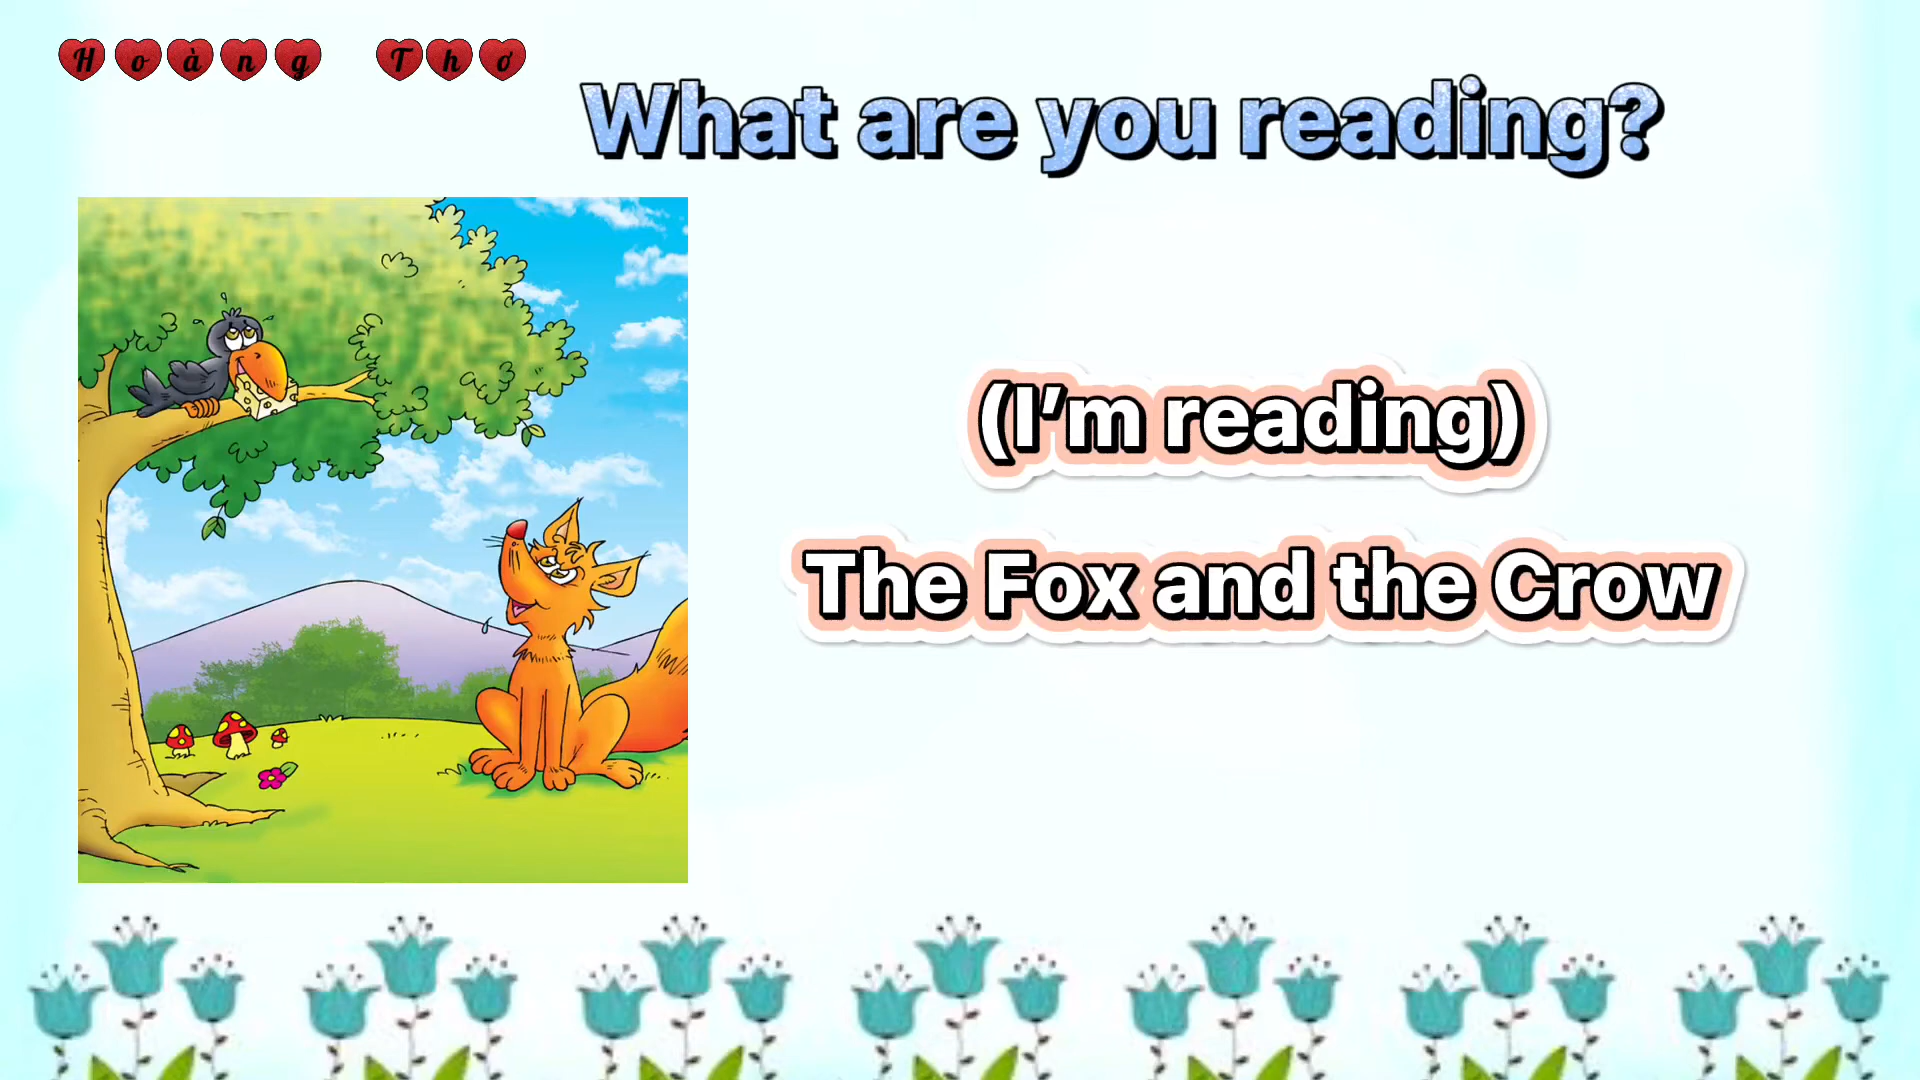 Hoàng Thơ
What are you reading?
(I’m reading)
The Fox and the Crow